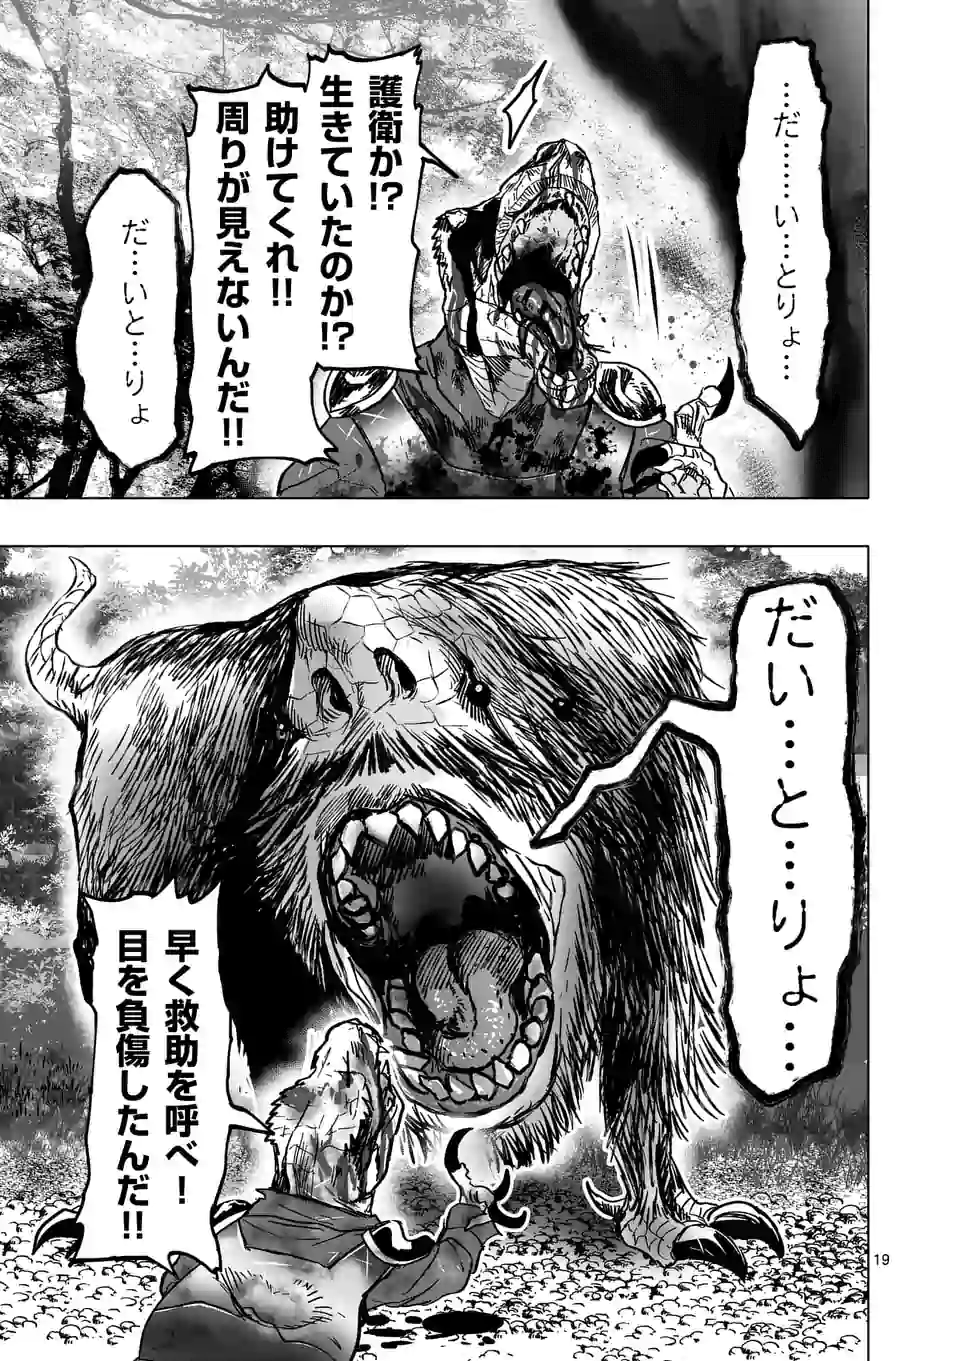 …だ……い…とりょ…
護衛か!?
生きていたのか!?
助けてくれ!!
周りが見えないんだ!!
だ…いと…りょ
だい…と…りょ…
早く救助を呼べ!
目を負傷したんだ!!
19